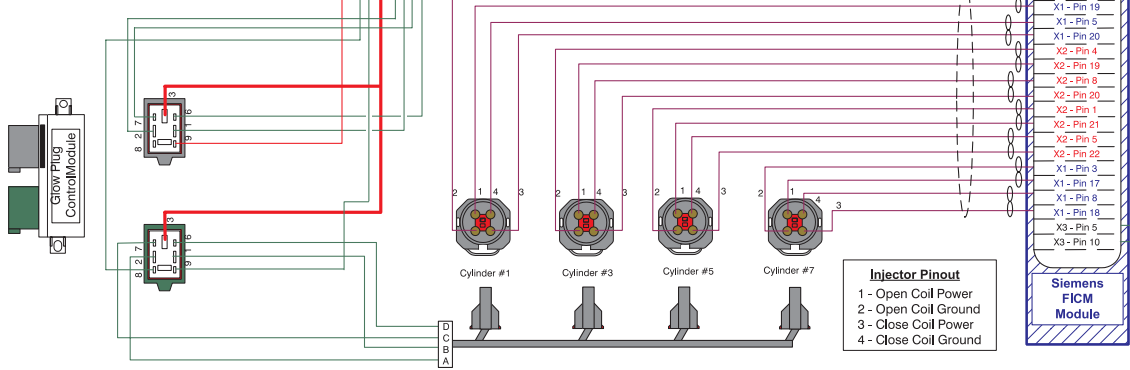 X1 - Pin 19
X1 - Pin 5
X1 - Pin 20
X2 - Pin 4
X2 - Pin 19
X2 - Pin 8
X2 - Pin 20
X2 - Pin 1
X2 - Pin 21
X2 - Pin 5
X2 - Pin 22
X1 - Pin 3
X1 - Pin 17
X1 - Pin 8
X1 - Pin 18
X3 - Pin 5
X3 - Pin 10
Siemens
FICM
Module
Glow Plug
ControlModule
3
7
6
2
1
8
9
3
7
6
2
1
8
9
2
1
4
3
2
1
4
3
2
1
4
3
2
1
4
3
Cylinder #1
Cylinder #3
Cylinder #5
Cylinder #7
D
C
B
A
Injector Pinout
1 - Open Coil Power
2 - Open Coil Ground
3 - Close Coil Power
4 - Close Coil Ground